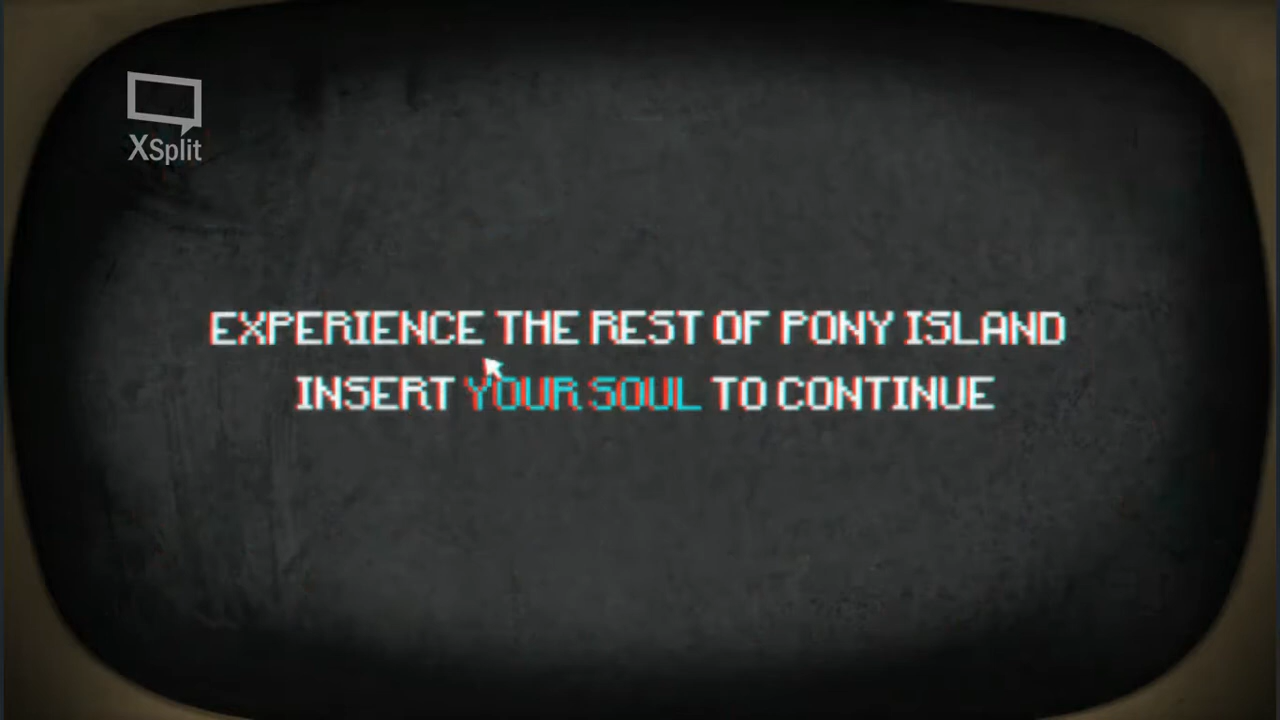 XSplit
EXPERIENCE THE REST OF PONY ISLAND
INSERT YOUR SOUL TO CONTINUE